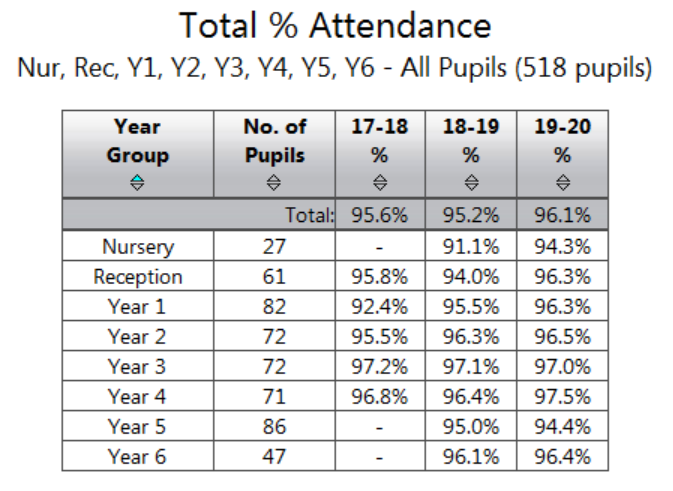 Total % Attendance
Nur, Rec, Y1, Y2, Y3, Y4, Y5, Y6 - All Pupils (518 pupils)
Year Group No. of Pupils 17-18 % 18-19 % 19-20 %
Total: 95.6% 95.2% 96.1%
Nursery 27 - 91.1% 94.3%
Reception 61 95.8% 94.0% 96.3%
Year 1 82 92.4% 95.5% 96.3%
Year 2 72 95.5% 96.3% 96.5%
Year 3 72 97.2% 97.1% 97.0%
Year 4 71 96.8% 96.4% 97.5%
Year 5 86 - 95.0% 94.4%
Year 6 47 - 96.1% 96.4%